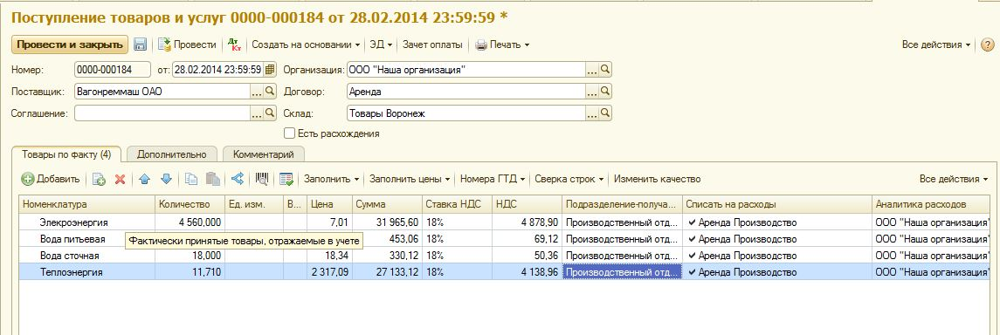 Поступление товаров и услуг 0000-000184 от 28.02.2014 23:59:59 *
Провести и закрыть Провести Дт Кт Создать на основании ЭД Зачет оплаты Печать Все действия ?
Номер: 0000-000184 от: 28.02.2014 23:59:59 Организация: ООО "Наша организация" ...
Поставщик: Вагонреммаш ОАО ... Договор: Аренда ...
Соглашение: ... Склад: Товары Воронеж ...
Есть расхождения
Товары по факту (4) Дополнительно Комментарий
Добавить Заполнить Заполнить цены Номера ГТД Сверка строк Изменить качество Все действия
Номенклатура Количество Ед. изм. В... Цена Сумма Ставка НДС НДС Подразделение-получа... Списать на расходы Аналитика расходов
Элекроэнергия 4 560,000 7,01 31 965,60 18% 4 878,90 Производственный отд... Аренда Производство ООО "Наша организация"
Вода питьевая 453,06 18% 69,12 Производственный отд... Аренда Производство ООО "Наша организация"
Фактически принятые товары, отражаемые в учете
Вода сточная 18,000 18,34 330,12 18% 50,36 Производственный отд... Аренда Производство ООО "Наша организация"
Теплоэнергия 11,710 2 317,09 27 133,12 18% 4 138,96 Производственный отд... Аренда Производство ООО "Наша организация"